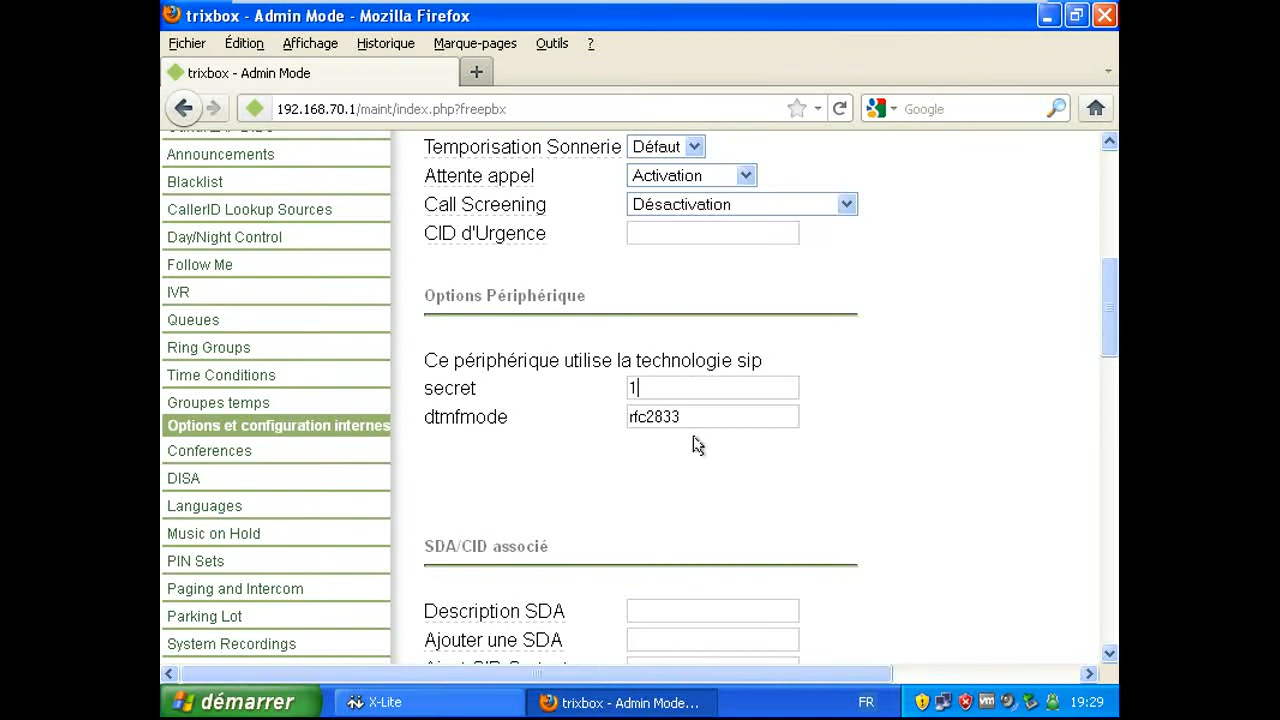 trixbox - Admin Mode - Mozilla Firefox
Fichier Édition Affichage Historique Marque-pages Outils ?
trixbox - Admin Mode +
192.168.70.1/maint/index.php?freepbx Google
Temporisation Sonnerie Défaut
Announcements
Attente appel Activation
Blacklist
Call Screening Désactivation
CallerID Lookup Sources
CID d'Urgence
Day/Night Control
Follow Me
IVR
Options Périphérique
Queues
Ring Groups
Ce périphérique utilise la technologie sip
Time Conditions
secret 1
Groupes temps
dtmfmode rfc2833
Options et configuration internes
Conferences
DISA
Languages
Music on Hold
SDA/CID associé
PIN Sets
Paging and Intercom
Description SDA
Parking Lot
Ajouter une SDA
System Recordings
démarrer X-Lite trixbox - Admin Mode... FR 19:29